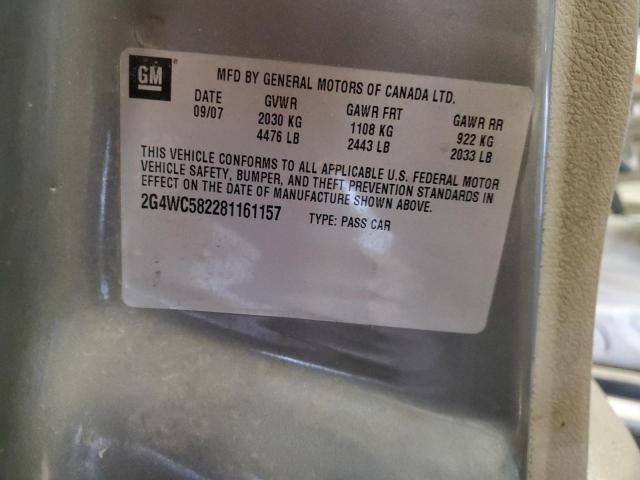 GM
MFD BY GENERAL MOTORS OF CANADA LTD.
DATE GVWR GAWR FRT GAWR RR
09/07 2030 KG 1108 KG 922 KG
4476 LB 2443 LB 2033 LB
THIS VEHICLE CONFORMS TO ALL APPLICABLE U.S. FEDERAL MOTOR
VEHICLE SAFETY, BUMPER, AND THEFT PREVENTION STANDARDS IN
EFFECT ON THE DATE OF MANUFACTURE SHOWN ABOVE.
2G4WC582281161157 TYPE: PASS CAR